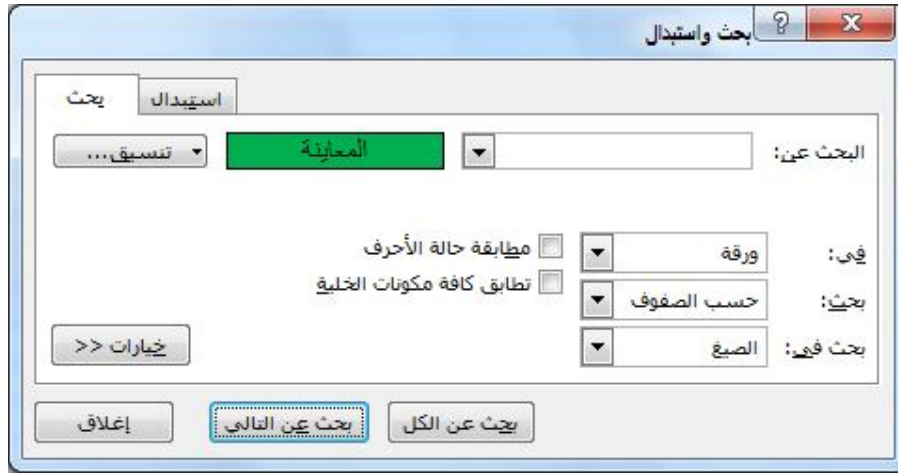 بحث واستبدال
بحث
استبدال
البحث عن:
المعاينة
تنسيق...
في: ورقة
مطابقة حالة الأحرف
بحث: حسب الصفوف
تطابق كافة مكونات الخلية
بحث في: الصيغ
خيارات <<
بحث عن الكل
بحث عن التالي
إغلاق